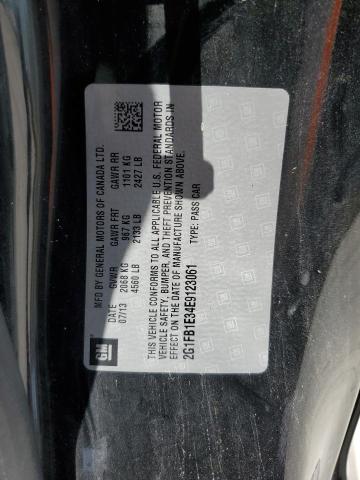 MFD BY GENERAL MOTORS OF CANADA LTD.
DATE GVWR GAWR FRT GAWR RR
07/13 2068 KG 967 KG 1101 KG
4560 LB 2133 LB 2427 LB
THIS VEHICLE CONFORMS TO ALL APPLICABLE U.S. FEDERAL MOTOR
VEHICLE SAFETY, BUMPER, AND THEFT PREVENTION STANDARDS IN
EFFECT ON THE DATE OF MANUFACTURE SHOWN ABOVE.
2G1FB1E34E9123061 TYPE: PASS CAR
GM